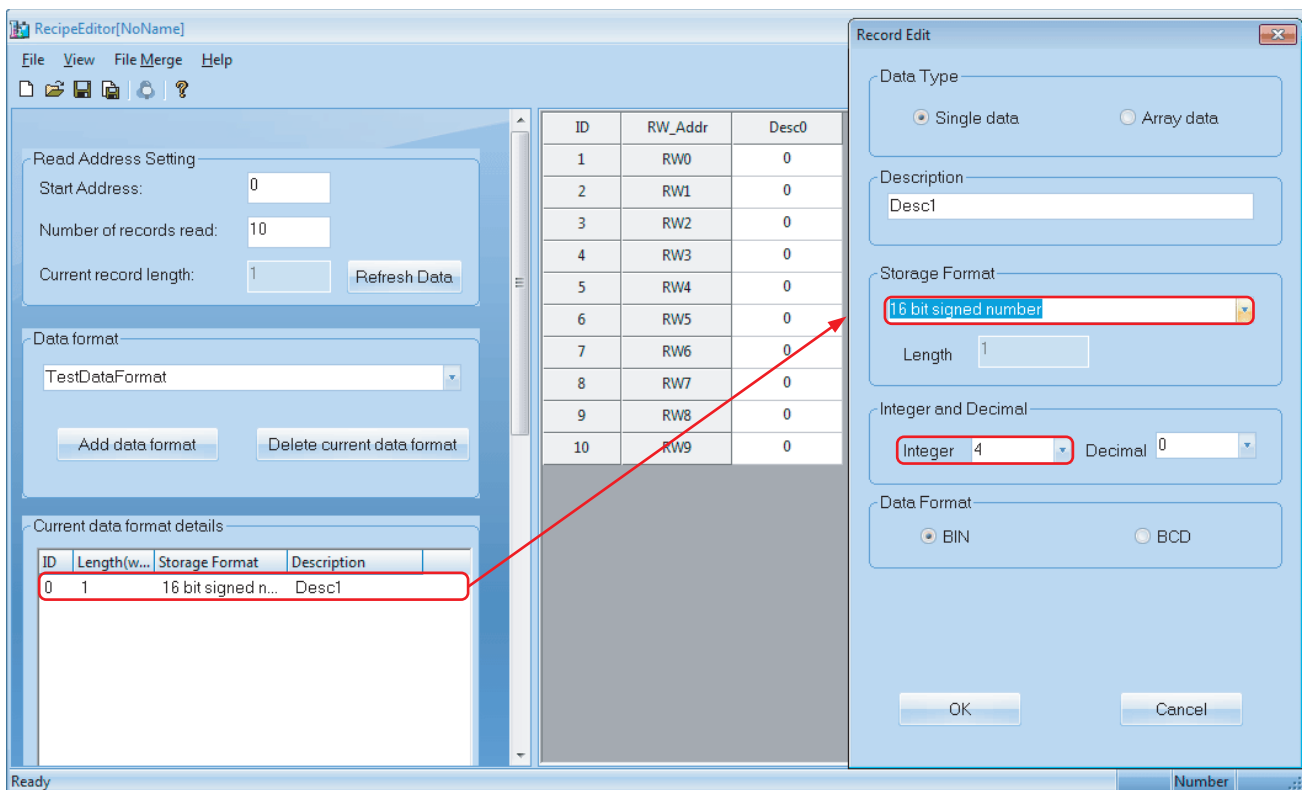 RecipeEditor[NoName]
File View File Merge Help
Read Address Setting
Start Address: 0
Number of records read: 10
Current record length: 1 Refresh Data
Data format
TestDataFormat
Add data format Delete current data format
Current data format details
ID Length(w... Storage Format Description
0 1 16 bit signed n... Desc1
ID RW_Addr Desc0
1 RW0 0
2 RW1 0
3 RW2 0
4 RW3 0
5 RW4 0
6 RW5 0
7 RW6 0
8 RW7 0
9 RW8 0
10 RW9 0
Record Edit
Data Type
Single data Array data
Description
Desc1
Storage Format
16 bit signed number
Length 1
Integer and Decimal
Integer 4 Decimal 0
Data Format
BIN BCD
OK Cancel
Ready Number